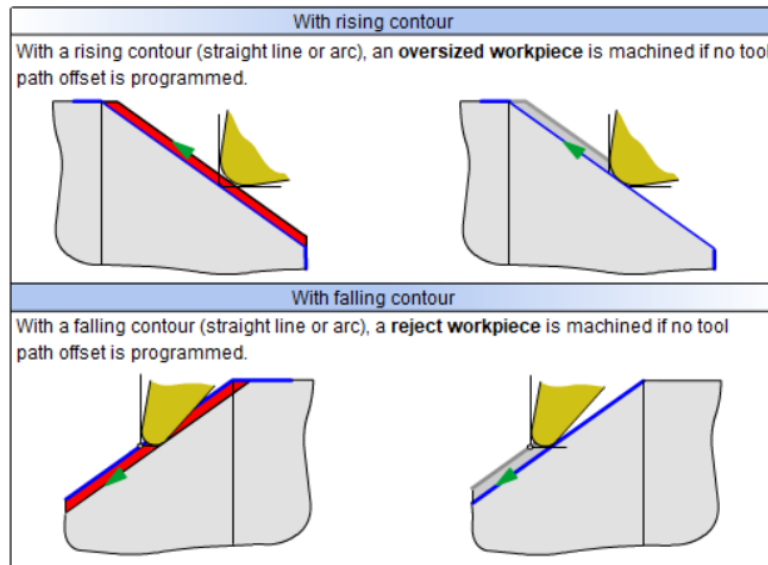 With rising contour
With a rising contour (straight line or arc), an oversized workpiece is machined if no tool
path offset is programmed.
With falling contour
With a falling contour (straight line or arc), a reject workpiece is machined if no tool
path offset is programmed.